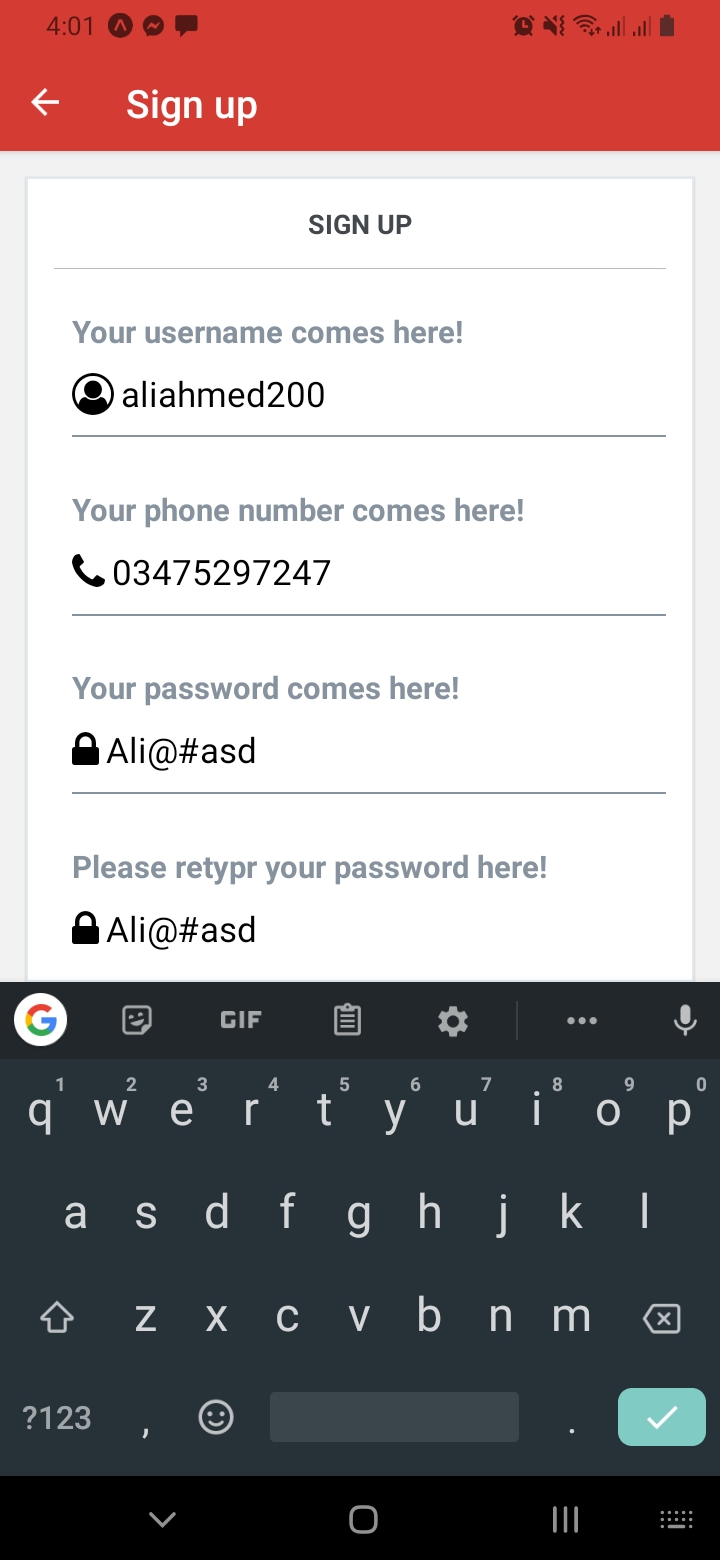 4:01
Sign up
SIGN UP
Your username comes here!
aliahmed200
Your phone number comes here!
03475297247
Your password comes here!
Ali@#asd
Please retypr your password here!
Ali@#asd
G GIF
1 2 3 4 5 6 7 8 9 0
q w e r t y u i o p
a s d f g h j k l
z x c v b n m
?123 , .